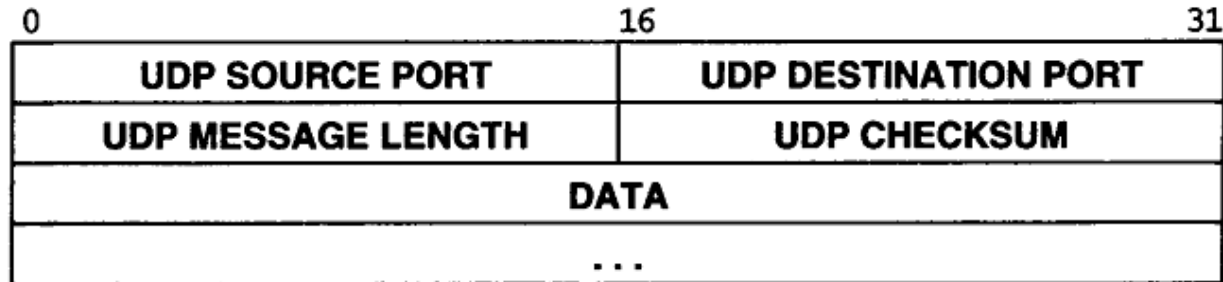 0 16 31
UDP SOURCE PORT UDP DESTINATION PORT
UDP MESSAGE LENGTH UDP CHECKSUM
DATA
...